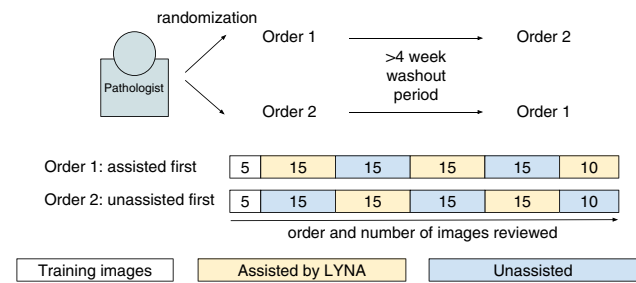 randomization
Order 1
Order 2
>4 week
washout
period
Pathologist
Order 2
Order 1
Order 1: assisted first
5 15 15 15 15 10
Order 2: unassisted first
5 15 15 15 15 10
order and number of images reviewed
Training images
Assisted by LYNA
Unassisted